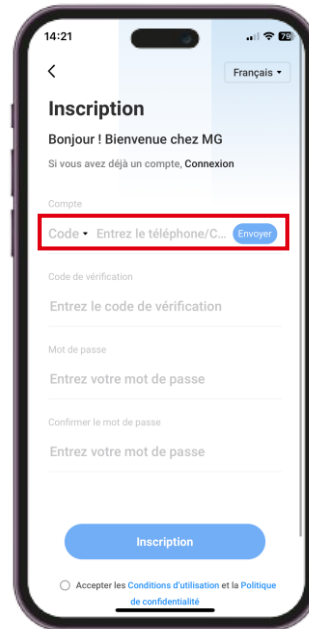 14:21
79
Français
Inscription
Bonjour ! Bienvenue chez MG
Si vous avez déjà un compte, Connexion
Compte
Code Entrez le téléphone/C... Envoyer
Code de vérification
Entrez le code de vérification
Mot de passe
Entrez votre mot de passe
Confirmer le mot de passe
Entrez votre mot de passe
Inscription
Accepter les Conditions d'utilisation et la Politique
de confidentialité